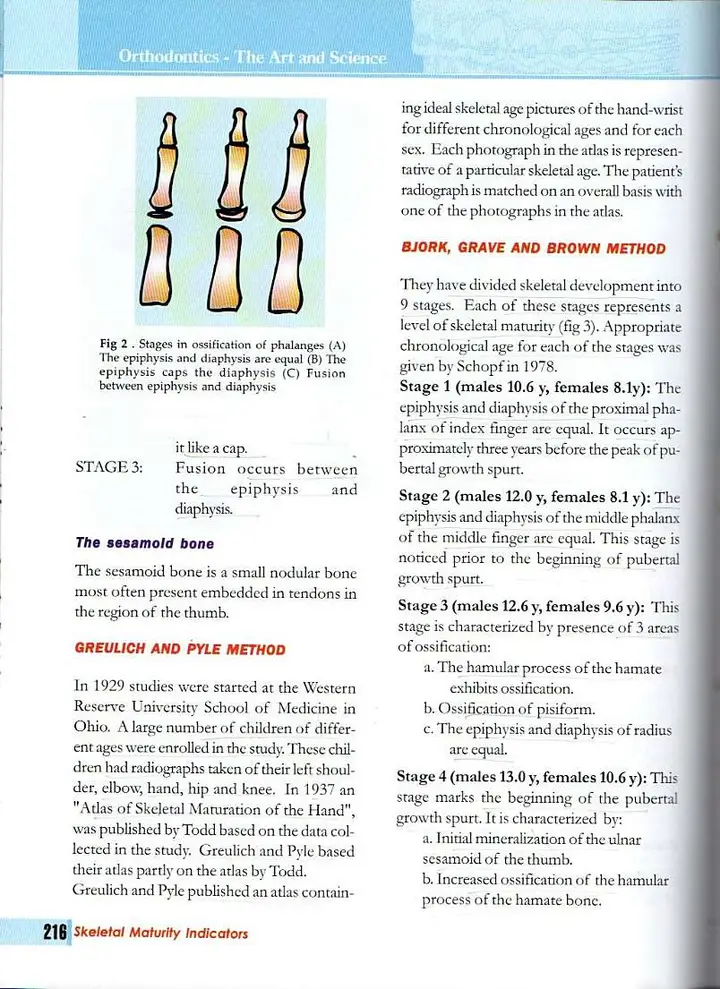 Orthodontics - The Art and Science
Fig 2 . Stages in ossification of phalanges (A)
The epiphysis and diaphysis are equal (B) The
epiphysis caps the diaphysis (C) Fusion
between epiphysis and diaphysis
it like a cap.
STAGE 3: Fusion occurs between
the epiphysis and
diaphysis.
The sesamoid bone
The sesamoid bone is a small nodular bone
most often present embedded in tendons in
the region of the thumb.
GREULICH AND PYLE METHOD
In 1929 studies were started at the Western
Reserve University School of Medicine in
Ohio. A large number of children of differ-
ent ages were enrolled in the study. These chil-
dren had radiographs taken of their left shoul-
der, elbow, hand, hip and knee. In 1937 an
"Atlas of Skeletal Maturation of the Hand",
was published by Todd based on the data col-
lected in the study. Greulich and Pyle based
their atlas partly on the atlas by Todd.
Greulich and Pyle published an atlas contain-
ing ideal skeletal age pictures of the hand-wrist
for different chronological ages and for each
sex. Each photograph in the atlas is represen-
tative of a particular skeletal age. The patient's
radiograph is matched on an overall basis with
one of the photographs in the atlas.
BJORK, GRAVE AND BROWN METHOD
They have divided skeletal development into
9 stages. Each of these stages represents a
level of skeletal maturity (fig 3). Appropriate
chronological age for each of the stages was
given by Schopf in 1978.
Stage 1 (males 10.6 y, females 8.1y): The
epiphysis and diaphysis of the proximal pha-
lanx of index finger are equal. It occurs ap-
proximately three years before the peak of pu-
bertal growth spurt.
Stage 2 (males 12.0 y, females 8.1 y): The
epiphysis and diaphysis of the middle phalanx
of the middle finger are equal. This stage is
noticed prior to the beginning of pubertal
growth spurt.
Stage 3 (males 12.6 y, females 9.6 y): This
stage is characterized by presence of 3 areas
of ossification:
a. The hamular process of the hamate
exhibits ossification.
b. Ossification of pisiform.
c. The epiphysis and diaphysis of radius
are equal.
Stage 4 (males 13.0 y, females 10.6 y): This
stage marks the beginning of the pubertal
growth spurt. It is characterized by:
a. Initial mineralization of the ulnar
sesamoid of the thumb.
b. Increased ossification of the hamular
process of the hamate bone.
216 Skeletal Maturity Indicators